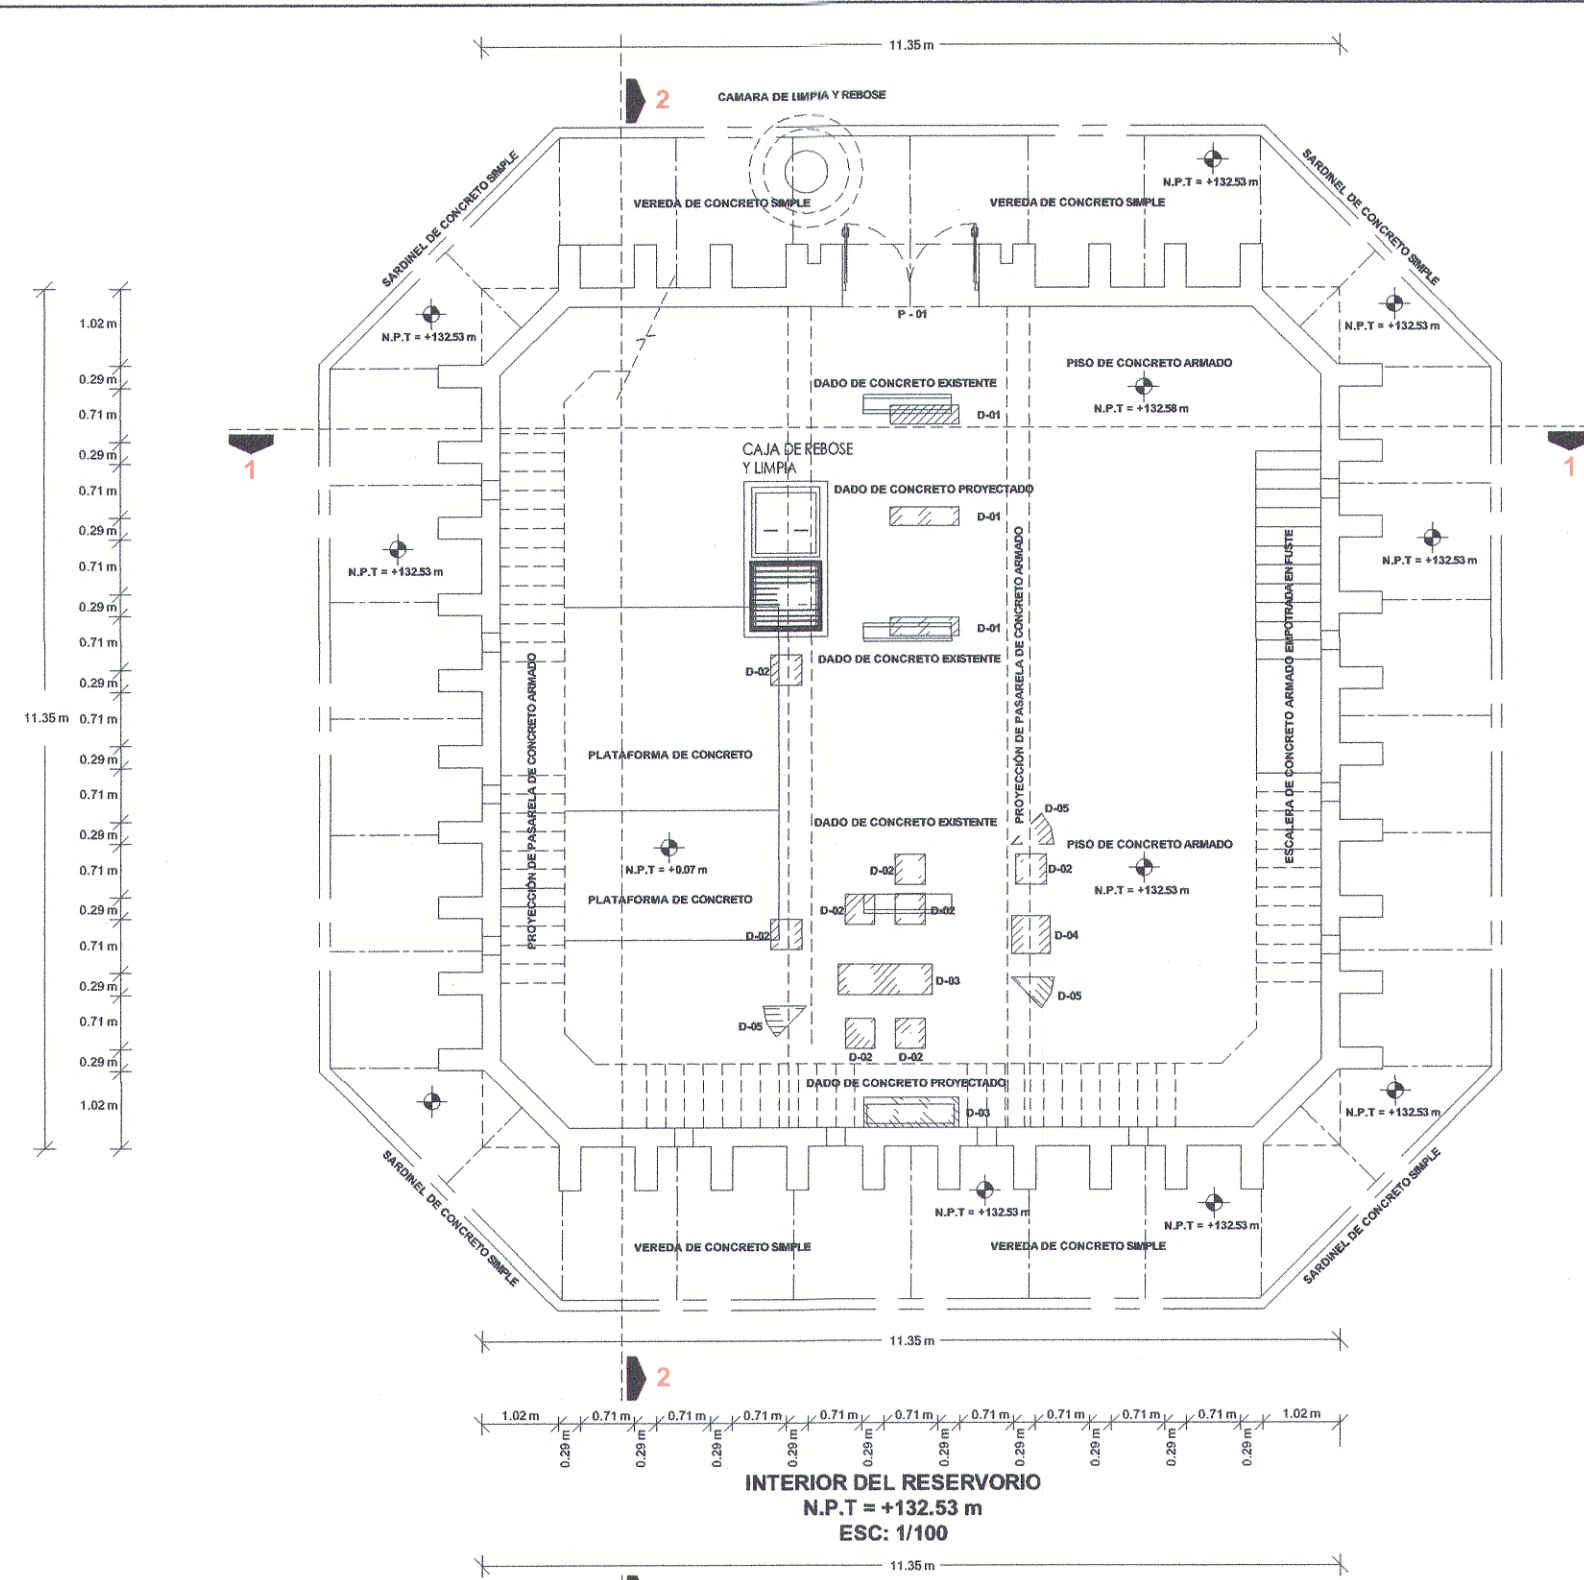 11.35 m
2
CAMARA DE LIMPIA Y REBOSE
SARDINEL DE CONCRETO SIMPLE
SARDINEL DE CONCRETO SIMPLE
N.P.T = +132.53 m
VEREDA DE CONCRETO SIMPLE
VEREDA DE CONCRETO SIMPLE
N.P.T = +132.53 m
N.P.T = +132.53 m
P - 01
PISO DE CONCRETO ARMADO
N.P.T = +132.58 m
DADO DE CONCRETO EXISTENTE
D-01
1
1
CAJA DE REBOSE
Y LIMPIA
DADO DE CONCRETO PROYECTADO
D-01
N.P.T = +132.53 m
N.P.T = +132.53 m
D-01
DADO DE CONCRETO EXISTENTE
D-02
PROYECCIÓN DE PASARELA DE CONCRETO ARMADO
PROYECCIÓN DE PASARELA DE CONCRETO ARMADO
ESCALERA DE CONCRETO ARMADO EMPOTRADA EN FUSTE
PLATAFORMA DE CONCRETO
D-05
DADO DE CONCRETO EXISTENTE
PISO DE CONCRETO ARMADO
N.P.T = +0.07 m
D-02
D-02
N.P.T = +132.53 m
PLATAFORMA DE CONCRETO
D-02
D-02
D-02
D-04
D-03
D-05
D-05
D-02
D-02
DADO DE CONCRETO PROYECTADO
D-03
N.P.T = +132.53 m
SARDINEL DE CONCRETO SIMPLE
SARDINEL DE CONCRETO SIMPLE
N.P.T = +132.53 m
N.P.T = +132.53 m
VEREDA DE CONCRETO SIMPLE
VEREDA DE CONCRETO SIMPLE
11.35 m
1.02 m
0.29 m
0.71 m
0.29 m
0.71 m
0.29 m
0.71 m
0.29 m
0.71 m
0.29 m
0.71 m
0.29 m
0.71 m
0.29 m
0.71 m
0.29 m
0.71 m
0.29 m
0.71 m
0.29 m
1.02 m
11.35 m
2
1.02 m 0.71 m 0.71 m 0.71 m 0.71 m 0.71 m 0.71 m 0.71 m 0.71 m 0.71 m 1.02 m
0.29 m 0.29 m 0.29 m 0.29 m 0.29 m 0.29 m 0.29 m 0.29 m 0.29 m 0.29 m
INTERIOR DEL RESERVORIO
N.P.T = +132.53 m
ESC: 1/100
11.35 m